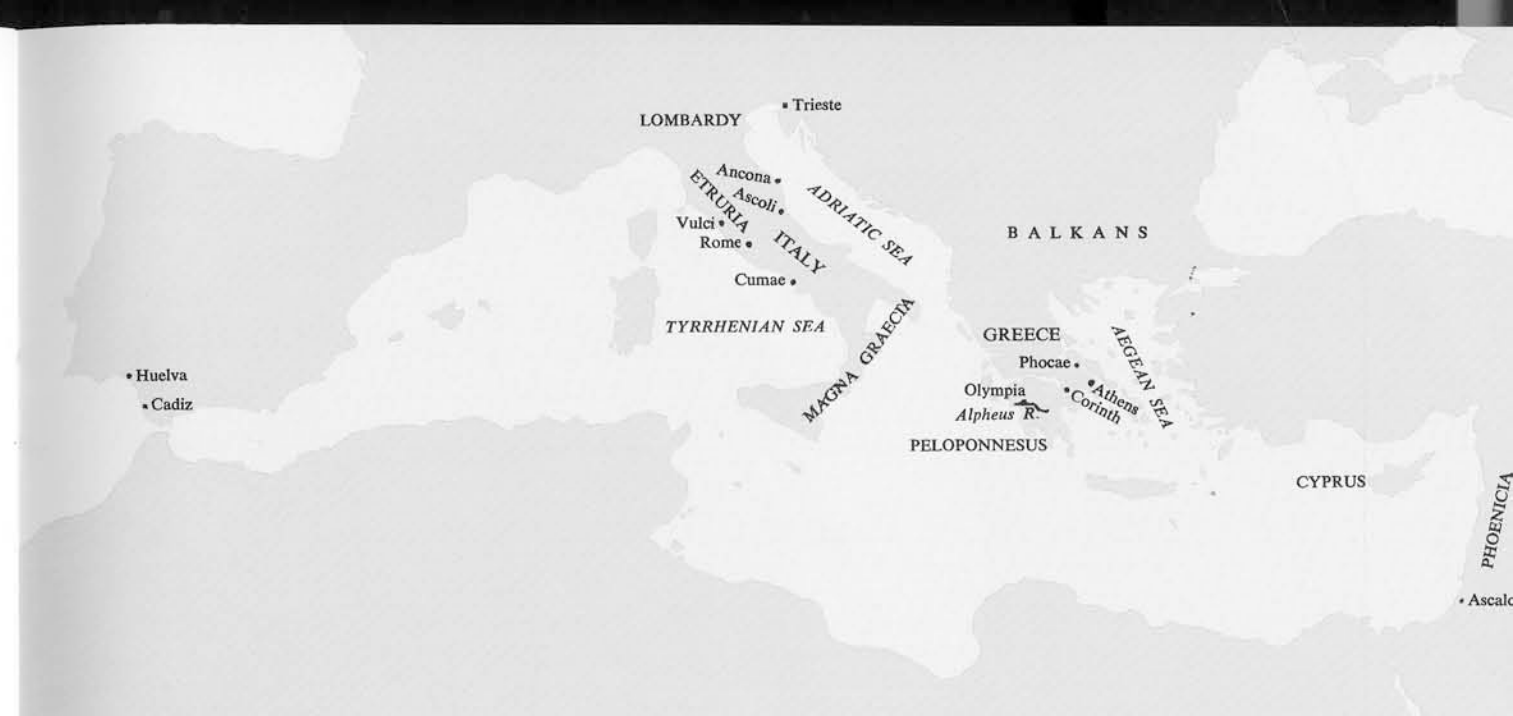 Trieste
LOMBARDY
Ancona
ETRURIA
Ascoli
ADRIATIC SEA
Vulci
Rome
ITALY
BALKANS
Cumae
TYRRHENIAN SEA
MAGNA GRAECIA
GREECE
AEGEAN SEA
Phocae
Huelva
Cadiz
Olympia
Athens
Corinth
Alpheus R.
PELOPONNESUS
CYPRUS
PHOENICIA